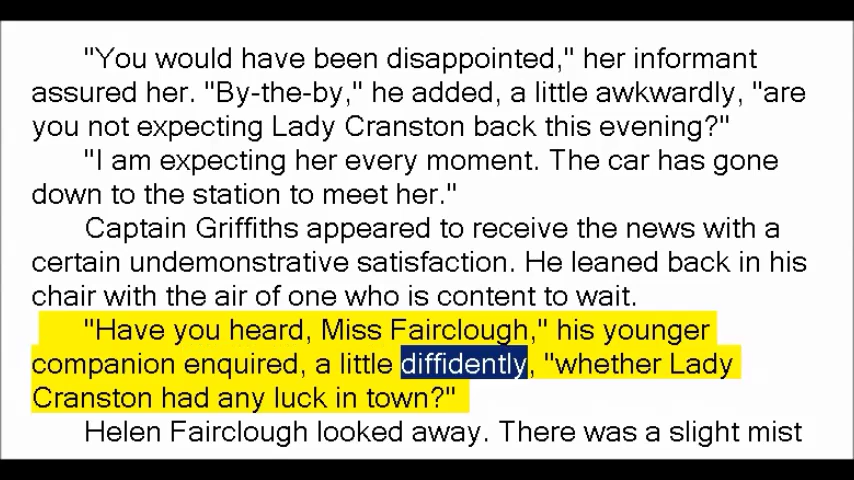 "You would have been disappointed," her informant
assured her. "By-the-by," he added, a little awkwardly, "are
you not expecting Lady Cranston back this evening?"
"I am expecting her every moment. The car has gone
down to the station to meet her."
Captain Griffiths appeared to receive the news with a
certain undemonstrative satisfaction. He leaned back in his
chair with the air of one who is content to wait.
"Have you heard, Miss Fairclough," his younger
companion enquired, a little diffidently, "whether Lady
Cranston had any luck in town?"
Helen Fairclough looked away. There was a slight mist